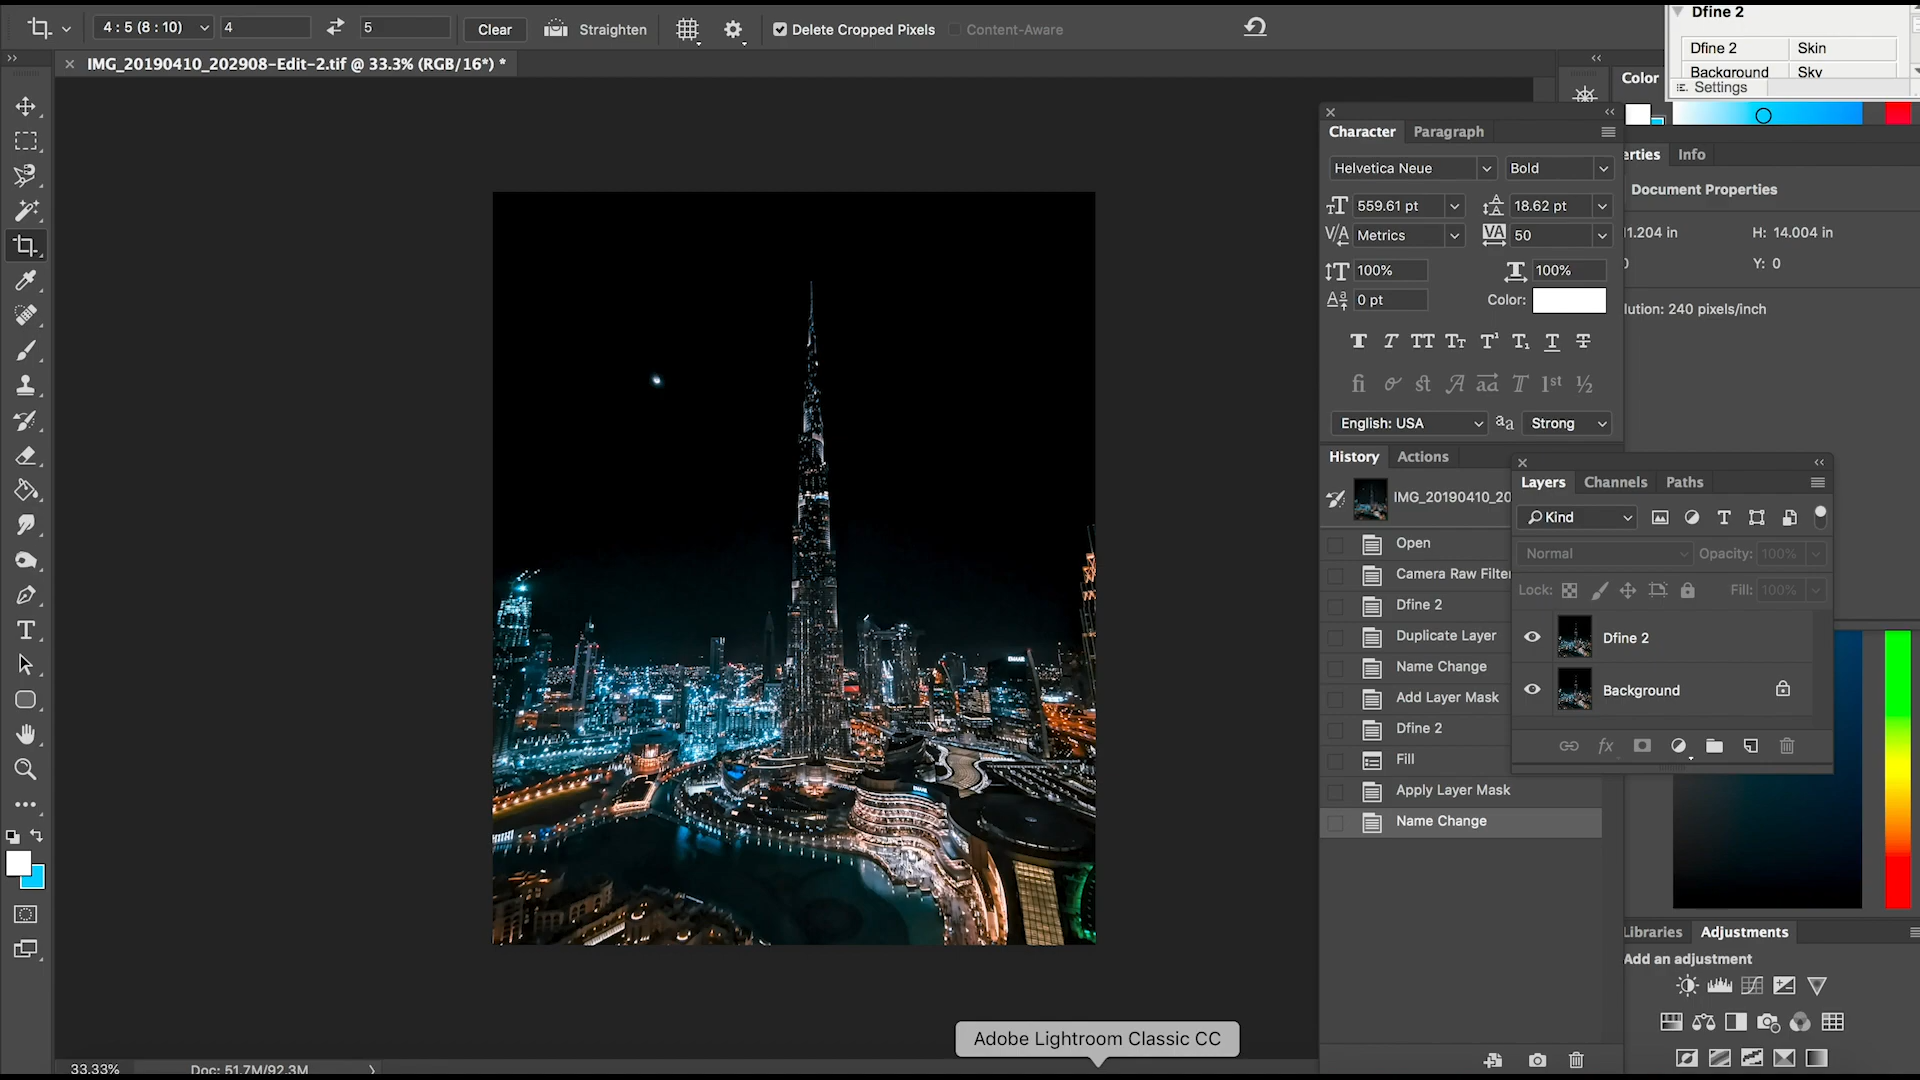 4 : 5 (8 : 10)
4
5
Clear
Straighten
Delete Cropped Pixels
Content-Aware
Dfine 2
Dfine 2
Skin
Background
Sky
Settings
IMG_20190410_202908-Edit-2.tif @ 33.3% (RGB/16*) *
Color
Character
Paragraph
Helvetica Neue
Bold
559.61 pt
18.62 pt
Metrics
50
100%
100%
0 pt
Color:
English: USA
Strong
erties
Info
Document Properties
1.204 in
H: 14.004 in
0
Y: 0
lution: 240 pixels/inch
History
Actions
IMG_20190410_20
Open
Camera Raw Filter
Dfine 2
Duplicate Layer
Name Change
Add Layer Mask
Dfine 2
Fill
Apply Layer Mask
Name Change
Layers
Channels
Paths
Kind
Normal
Opacity: 100%
Lock:
Fill: 100%
Dfine 2
Background
Libraries
Adjustments
Add an adjustment
Adobe Lightroom Classic CC
33.33%
Doc: 51.7M/92.3M